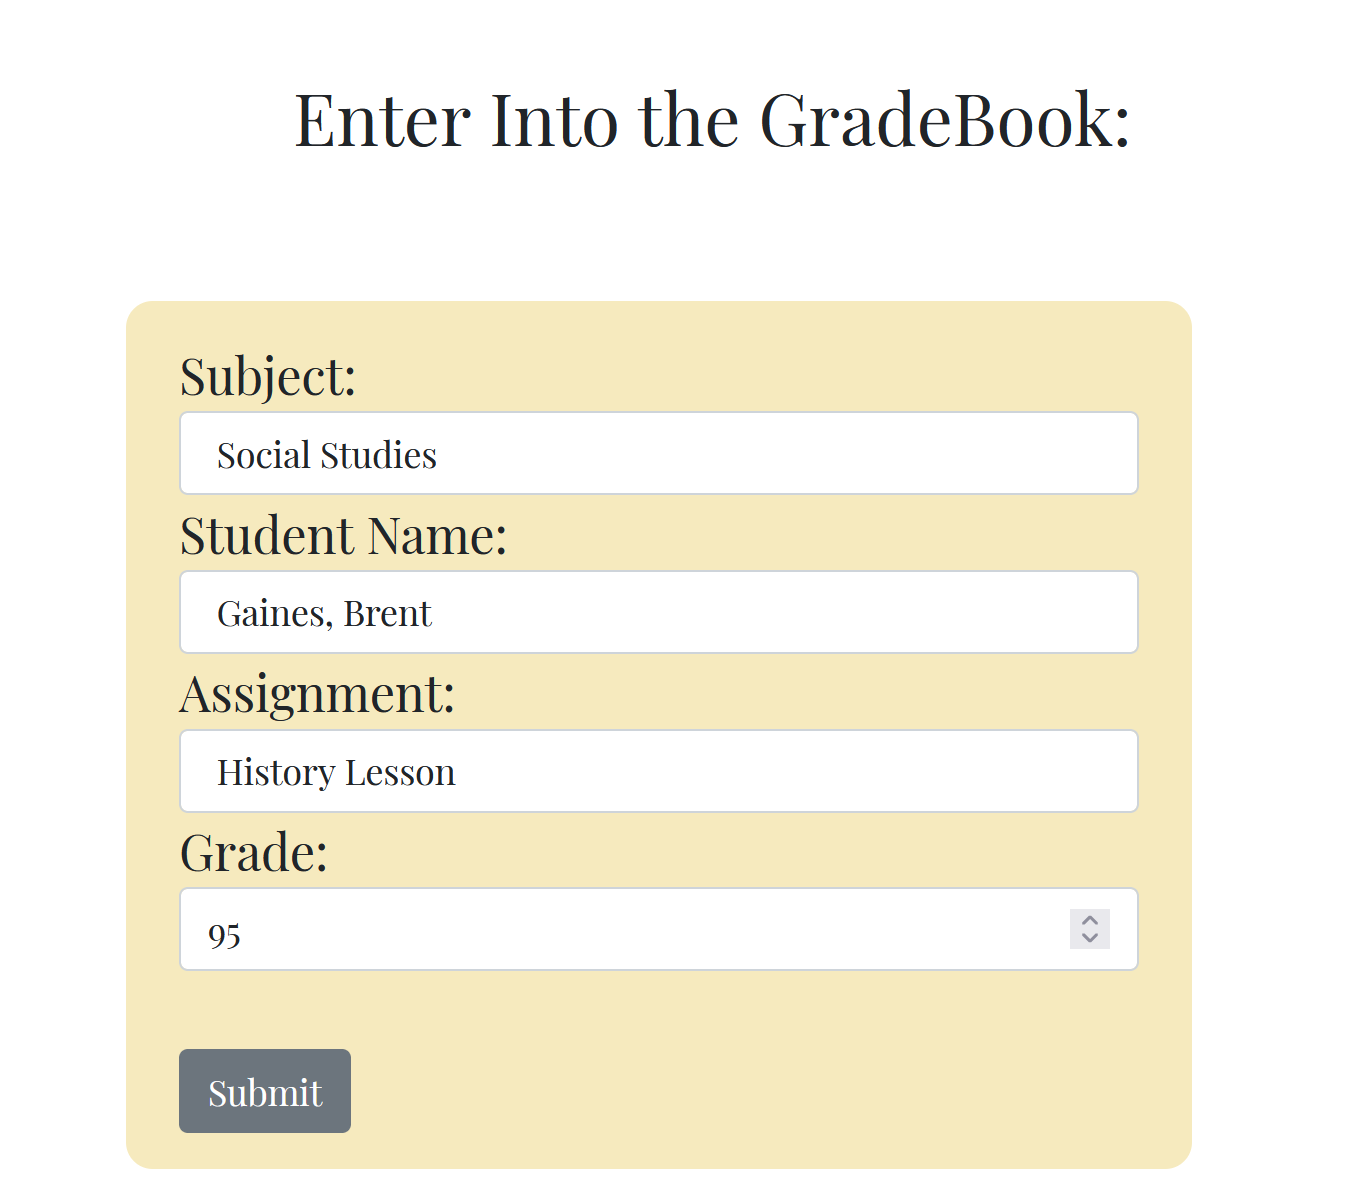 Enter Into the GradeBook:
Subject:
Social Studies
Student Name:
Gaines, Brent
Assignment:
History Lesson
Grade:
95
Submit